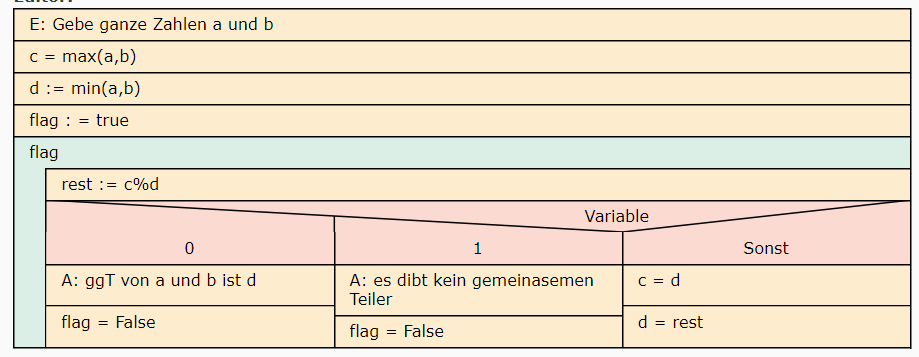 E: Gebe ganze Zahlen a und b
c = max(a,b)
d := min(a,b)
flag : = true
flag
rest := c%d
Variable
0
1
Sonst
A: ggT von a und b ist d
flag = False
A: es dibt kein gemeinasemen
Teiler
flag = False
c = d
d = rest